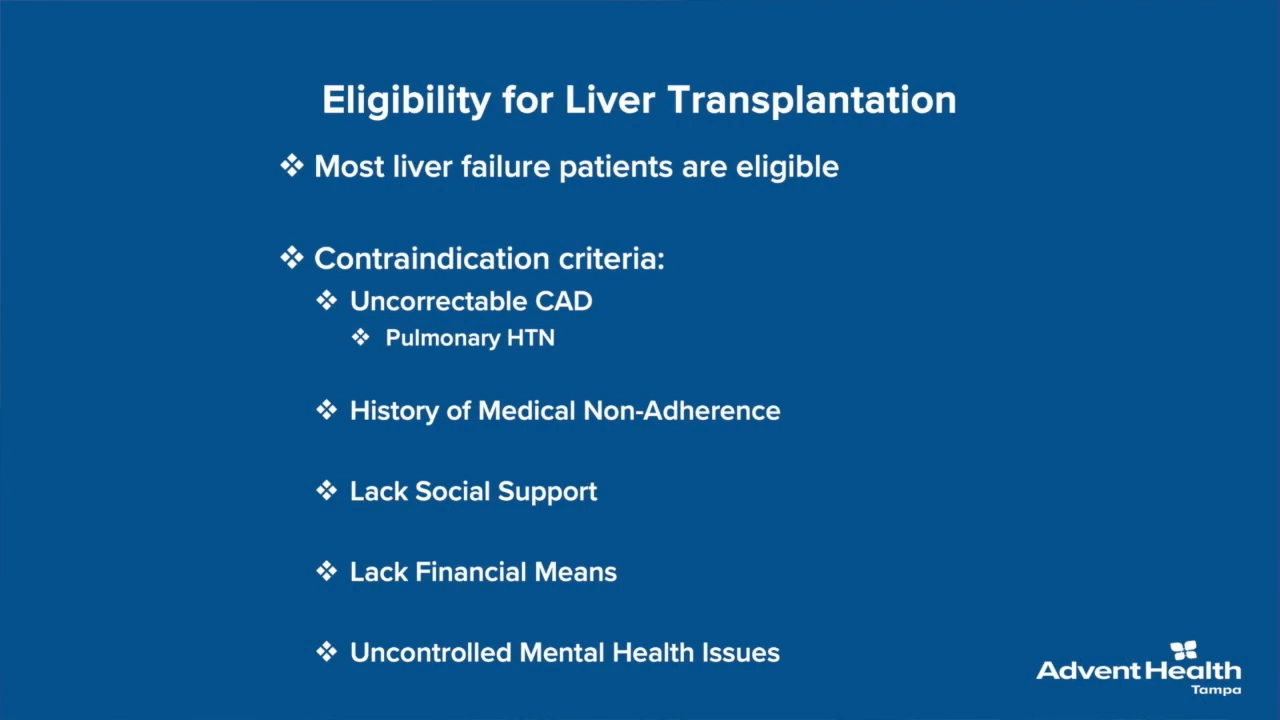 Eligibility for Liver Transplantation
❖ Most liver failure patients are eligible
❖ Contraindication criteria:
❖ Uncorrectable CAD
❖ Pulmonary HTN
❖ History of Medical Non-Adherence
❖ Lack Social Support
❖ Lack Financial Means
❖ Uncontrolled Mental Health Issues
AdventHealth
Tampa